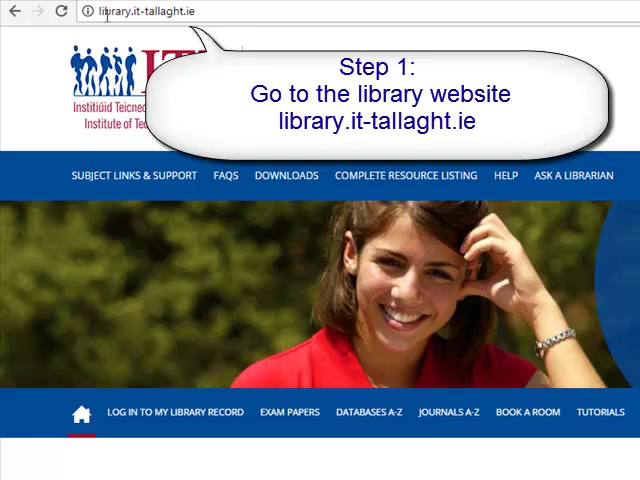 library.it-tallaght.ie
Step 1:
Go to the library website
library.it-tallaght.ie
Institiúid Teicneo
Institute of Tec
SUBJECT LINKS & SUPPORT FAQS DOWNLOADS COMPLETE RESOURCE LISTING HELP ASK A LIBRARIAN
LOG IN TO MY LIBRARY RECORD EXAM PAPERS DATABASES A-Z JOURNALS A-Z BOOK A ROOM TUTORIALS